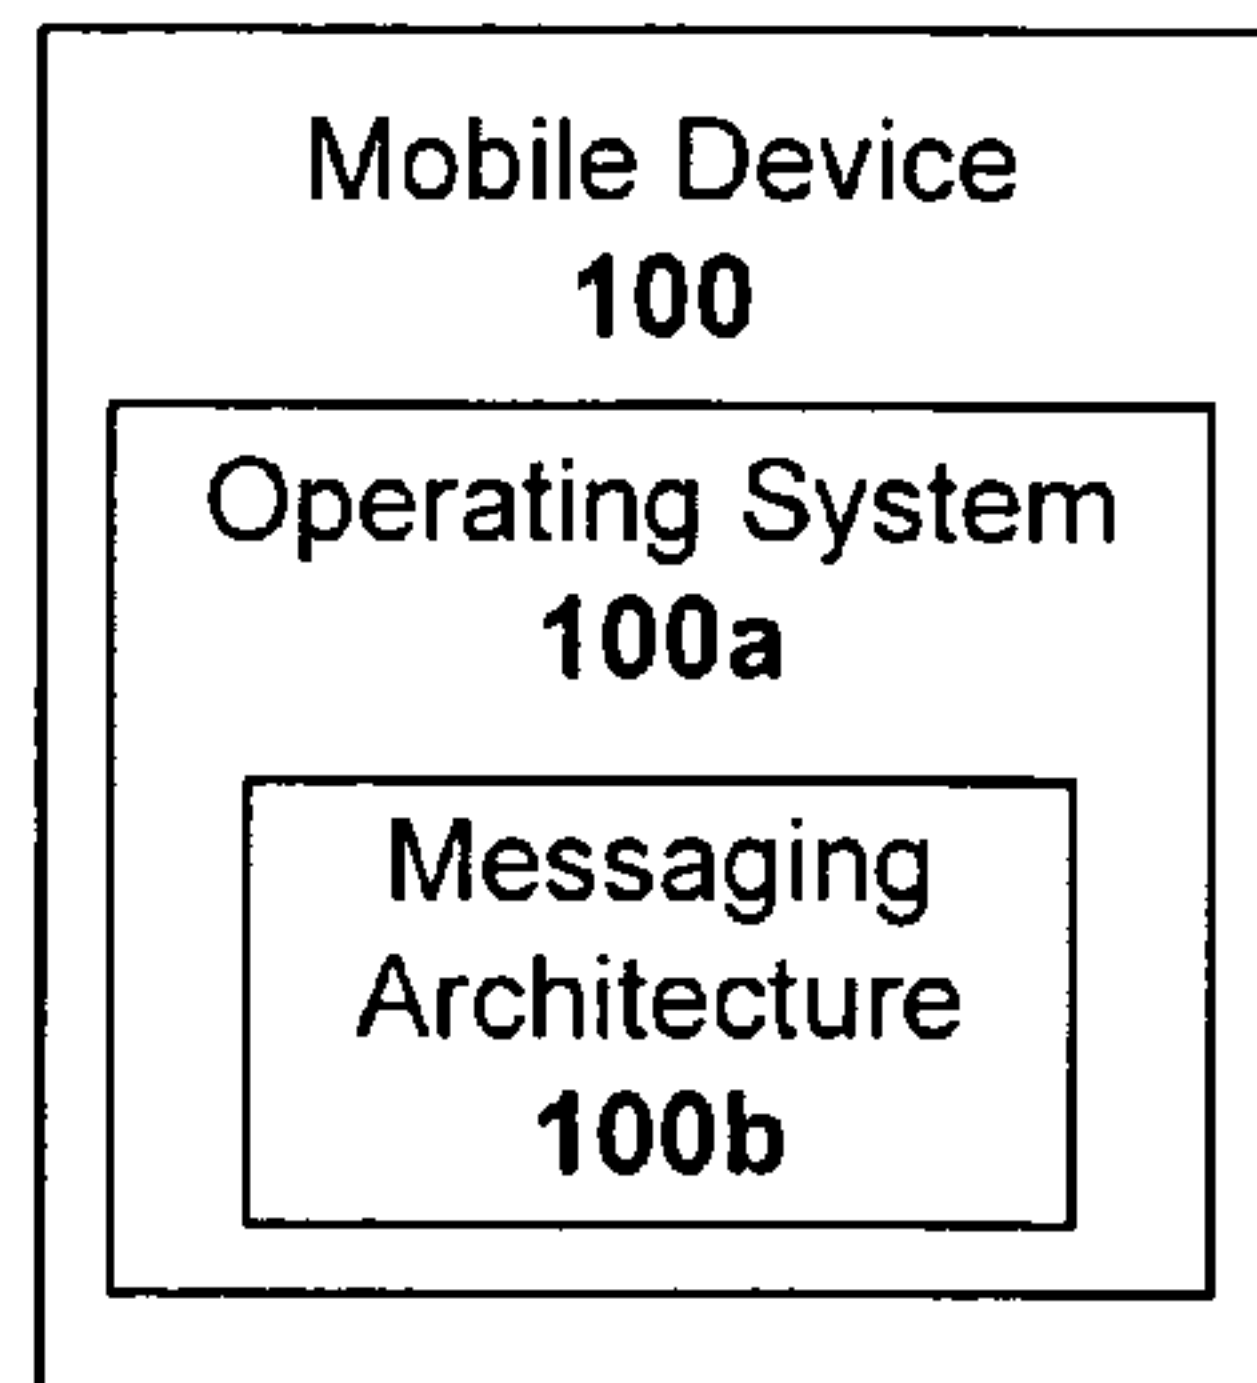 Mobile Device
100
Operating System
100a
Messaging
Architecture
100b